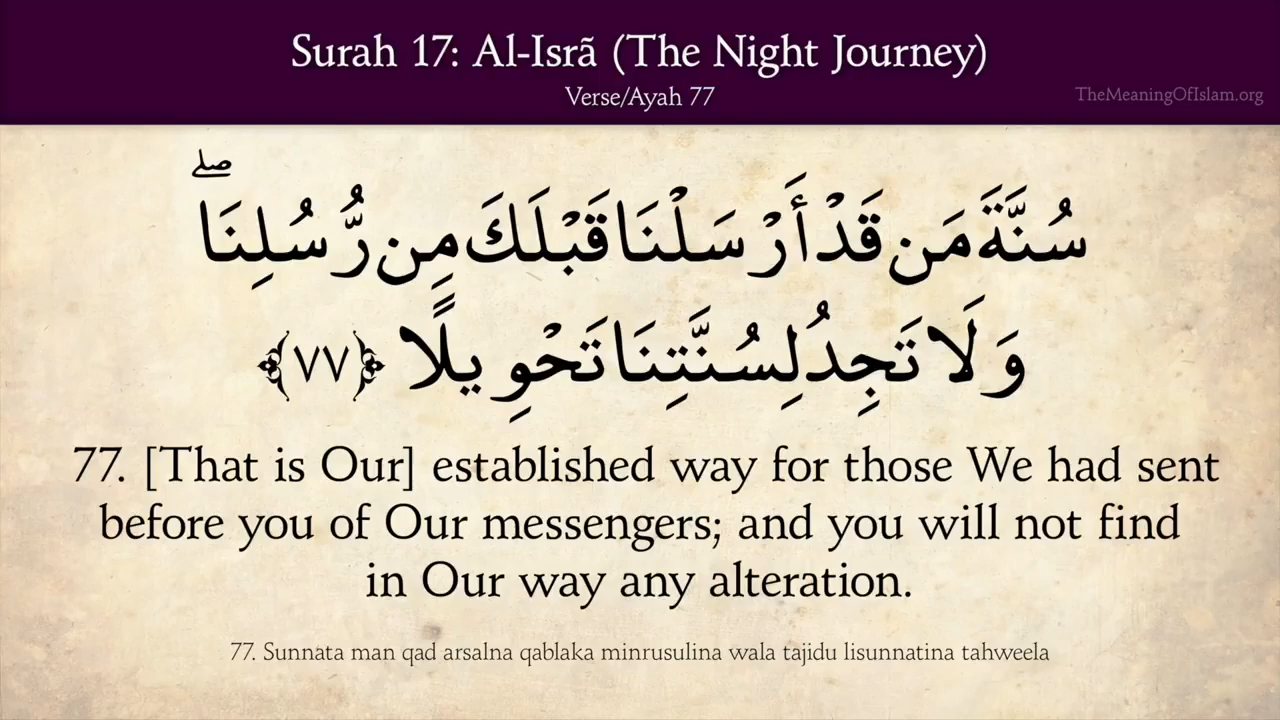 Surah 17: Al-Isrã (The Night Journey)
Verse/Ayah 77
TheMeaningOfIslam.org
سُنَّةَ مَن قَدْ أَرْسَلْنَا قَبْلَكَ مِن رُّسُلِنَا ۖ
وَلَا تَجِدُ لِسُنَّتِنَا تَحْوِيلًا ﴿٧٧﴾
77. [That is Our] established way for those We had sent
before you of Our messengers; and you will not find
in Our way any alteration.
77. Sunnata man qad arsalna qablaka minrusulina wala tajidu lisunnatina tahweela